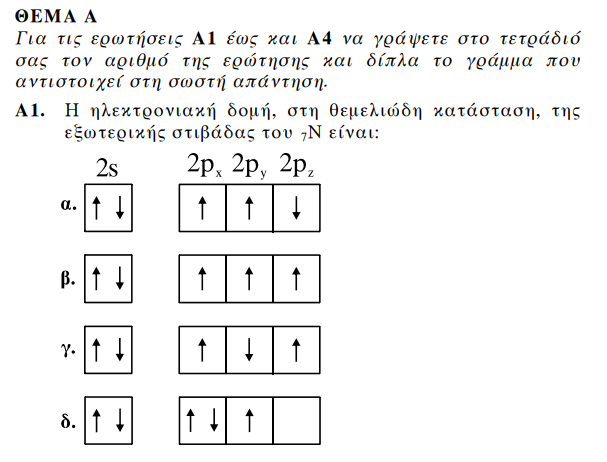 ΘΕΜΑ Α
Για τις ερωτήσεις Α1 έως και Α4 να γράψετε στο τετράδιό
σας τον αριθμό της ερώτησης και δίπλα το γράμμα που
αντιστοιχεί στη σωστή απάντηση.
Α1. Η ηλεκτρονιακή δομή, στη θεμελιώδη κατάσταση, της
εξωτερικής στιβάδας του ₇N είναι:
2s 2pₓ 2py 2pz
α. ↑ ↓ ↑ ↑ ↓
β. ↑ ↓ ↑ ↑ ↑
γ. ↑ ↓ ↑ ↓ ↑
δ. ↑ ↓ ↑ ↓ ↑